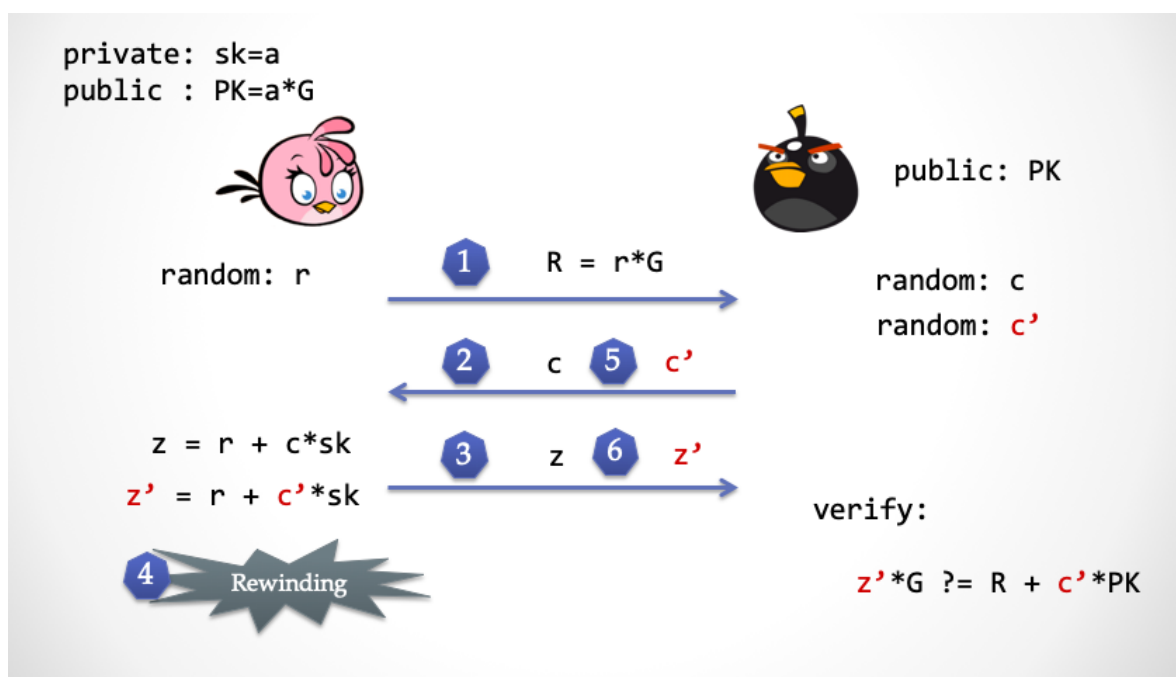 private: sk=a
public : PK=a*G
public: PK
random: r
1 R = r*G
random: c
random: c’
2 c 5 c’
z = r + c*sk
z’ = r + c’*sk
3 z 6 z’
verify:
4 Rewinding
z’*G ?= R + c’*PK